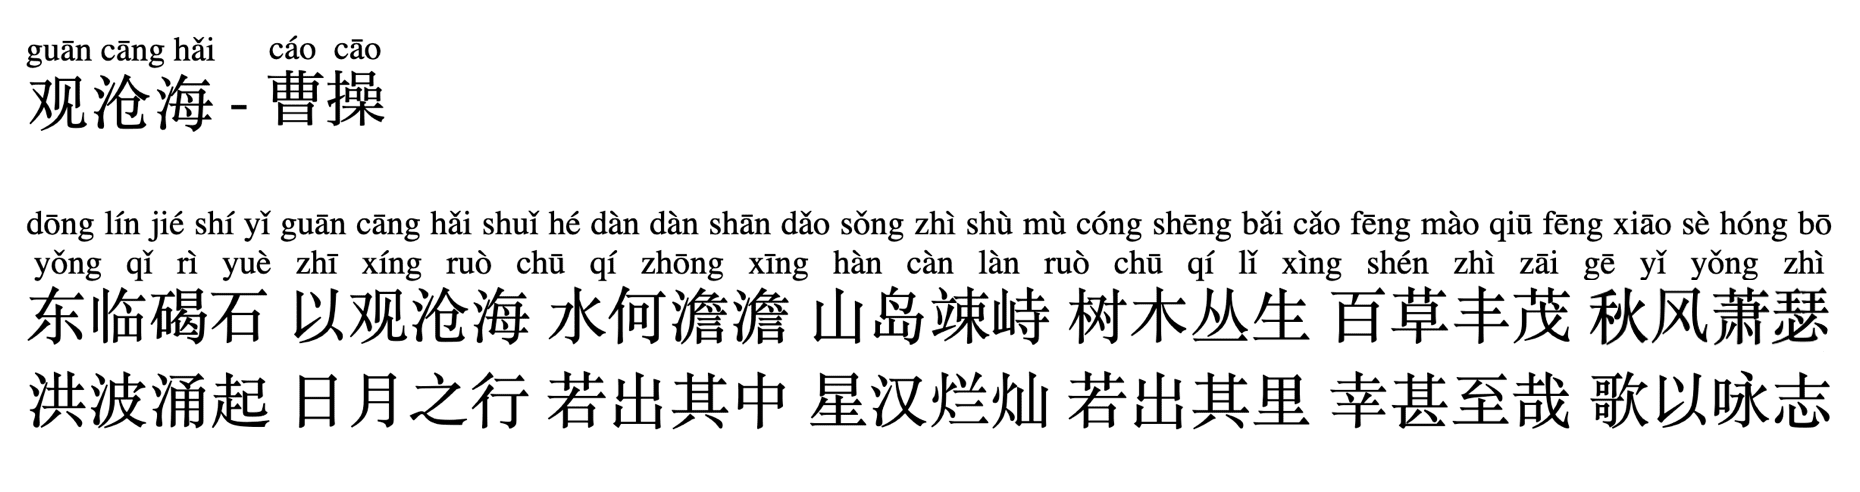 guān cāng hǎi cáo cāo
观沧海 - 曹操
dōng lín jié shí yǐ guān cāng hǎi shuǐ hé dàn dàn shān dǎo sǒng zhì shù mù cóng shēng bǎi cǎo fēng mào qiū fēng xiāo sè hóng bō
yǒng qǐ rì yuè zhī xíng ruò chū qí zhōng xīng hàn càn làn ruò chū qí lǐ xìng shén zhì zāi gē yǐ yǒng zhì
东临碣石 以观沧海 水何澹澹 山岛竦峙 树木丛生 百草丰茂 秋风萧瑟
洪波涌起 日月之行 若出其中 星汉烂灿 若出其里 幸甚至哉 歌以咏志